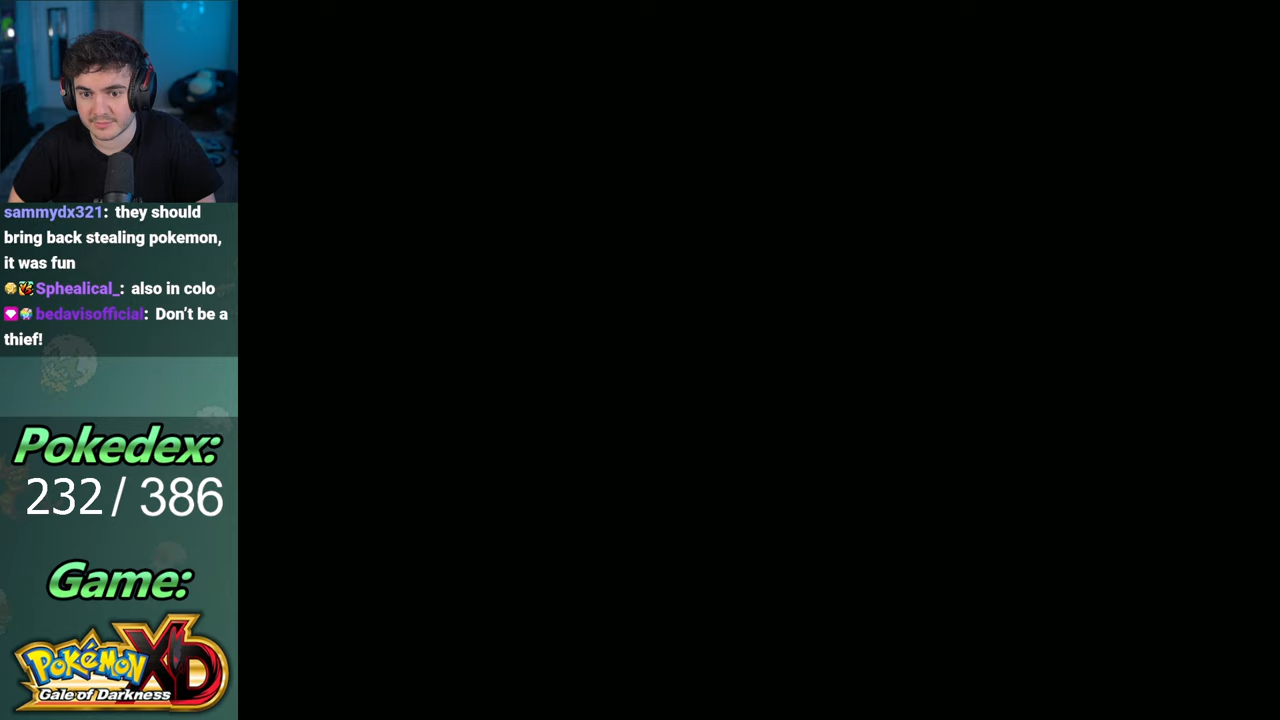 sammydx321: they should
bring back stealing pokemon,
it was fun
Sphealical_: also in colo
bedavisofficial: Don’t be a
thief!
Pokedex:
232 / 386
Game:
POKéMON XD
Gale of Darkness